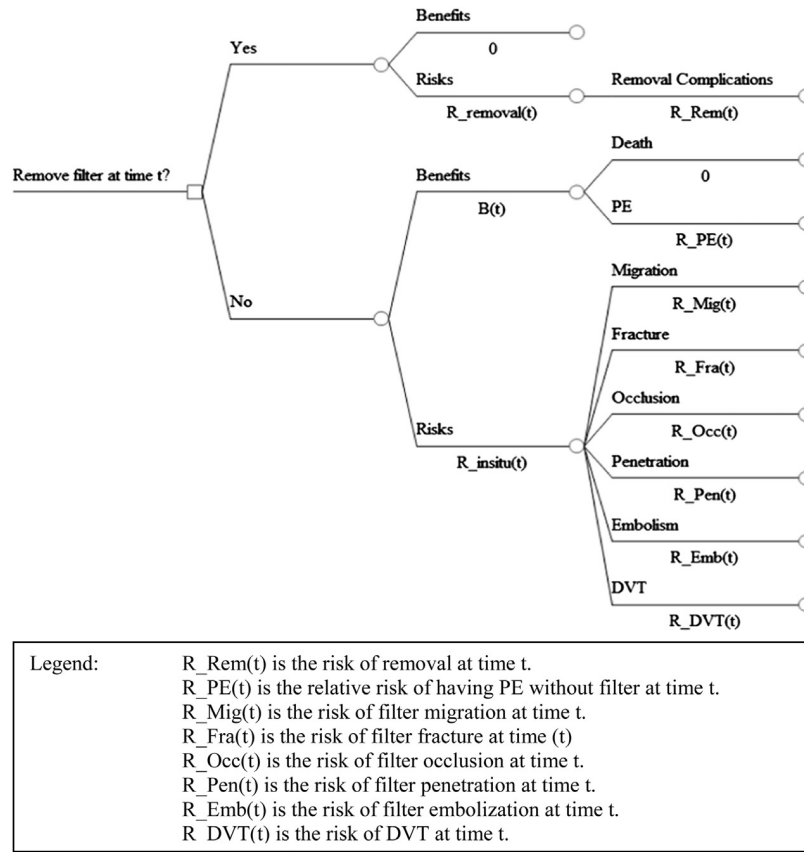 Benefits
Yes
0
Risks
Removal Complications
R_removal(t)
R_Rem(t)
Death
Remove filter at time t?
Benefits
0
B(t)
PE
R_PE(t)
Migration
No
R_Mig(t)
Fracture
R_Fra(t)
Occlusion
Risks
R_Occ(t)
R_insitu(t)
Penetration
R_Pen(t)
Embolism
R_Emb(t)
DVT
R_DVT(t)
Legend: R_Rem(t) is the risk of removal at time t.
R_PE(t) is the relative risk of having PE without filter at time t.
R_Mig(t) is the risk of filter migration at time t.
R_Fra(t) is the risk of filter fracture at time (t)
R_Occ(t) is the risk of filter occlusion at time t.
R_Pen(t) is the risk of filter penetration at time t.
R_Emb(t) is the risk of filter embolization at time t.
R_DVT(t) is the risk of DVT at time t.